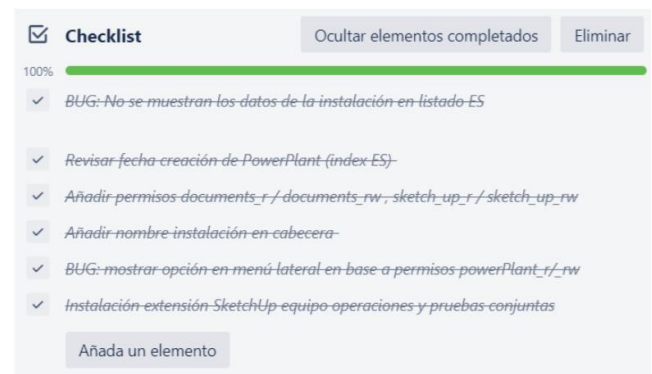 Checklist
Ocultar elementos completados
Eliminar
100%
BUG: No se muestran los datos de la instalación en listado ES
Revisar fecha creación de PowerPlant (index ES)
Añadir permisos documents_r / documents_rw , sketch_up_r / sketch_up_rw
Añadir nombre instalación en cabecera
BUG: mostrar opción en menú lateral en base a permisos powerPlant_r/_rw
Instalación extensión SketchUp equipo operaciones y pruebas conjuntas
Añada un elemento